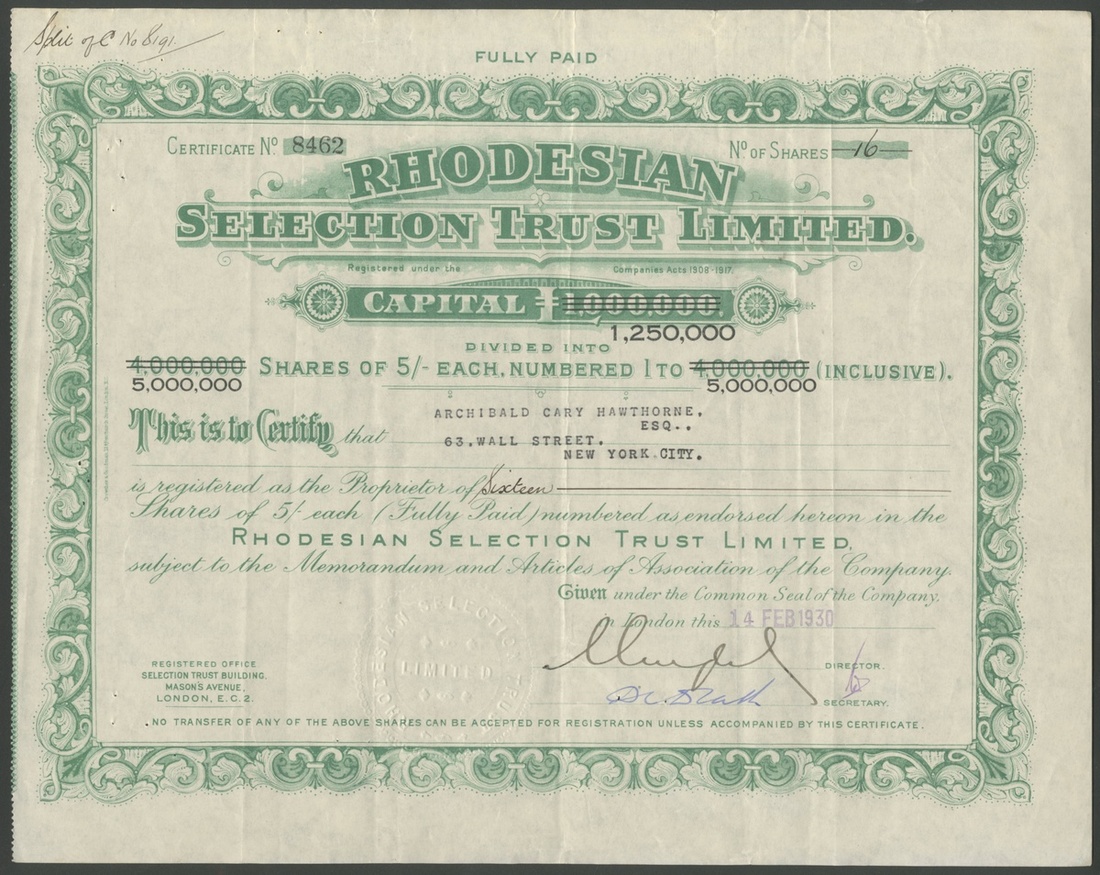 Split of C No 8191.
FULLY PAID
CERTIFICATE No 8462
No OF SHARES 16
RHODESIAN
SELECTION TRUST LIMITED.
Registered under the Companies Acts 1908-1917.
CAPITAL £1,000,000.
1,250,000
DIVIDED INTO
4,000,000 SHARES OF 5/- EACH, NUMBERED 1 TO 4,000,000 (INCLUSIVE).
5,000,000 5,000,000
This is to Certify that ARCHIBALD CARY HAWTHORNE,
ESQ..
63.WALL STREET.
NEW YORK CITY.
is registered as the Proprietor of Sixteen
Shares of 5/- each (Fully Paid) numbered as endorsed hereon in the
RHODESIAN SELECTION TRUST LIMITED,
subject to the Memorandum and Articles of Association of the Company.
Given under the Common Seal of the Company.
in London this 14 FEB 1930
RHODESIAN SELECTION TRUST
LIMITED
REGISTERED OFFICE
SELECTION TRUST BUILDING,
MASON'S AVENUE,
LONDON, E.C.2.
DIRECTOR.
SECRETARY.
NO TRANSFER OF ANY OF THE ABOVE SHARES CAN BE ACCEPTED FOR REGISTRATION UNLESS ACCOMPANIED BY THIS CERTIFICATE.